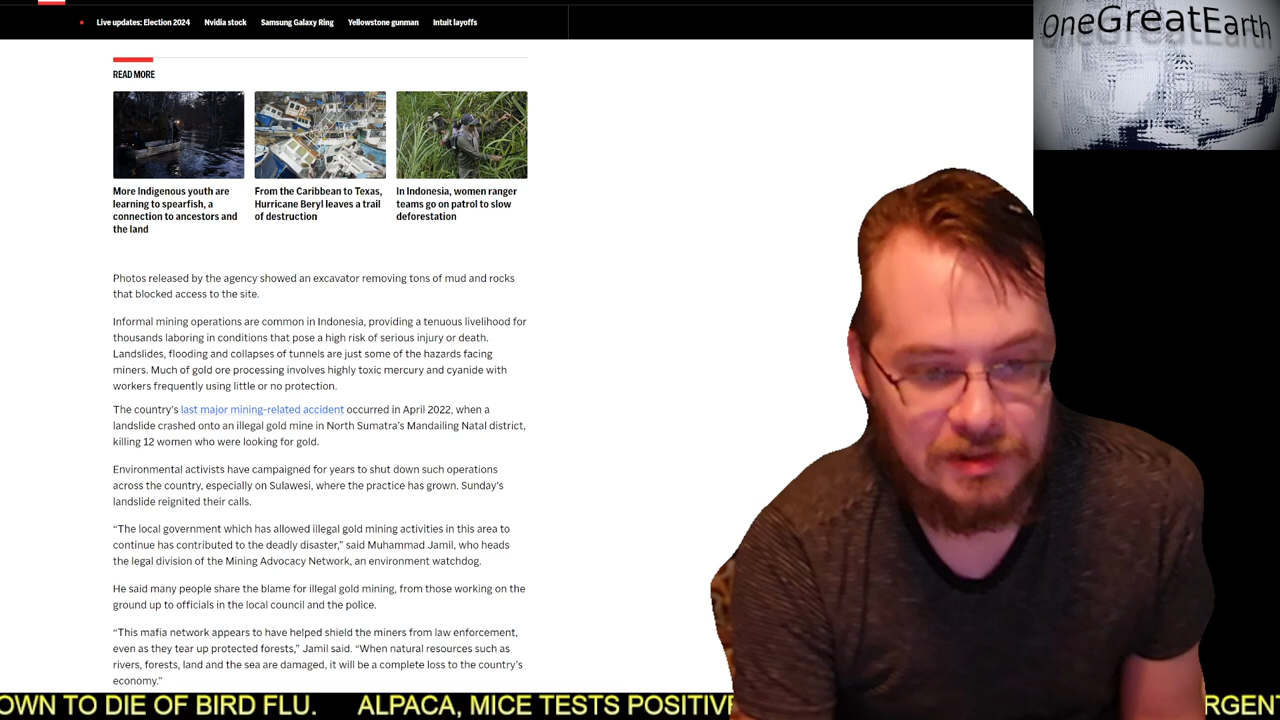 Live updates: Election 2024 Nvidia stock Samsung Galaxy Ring Yellowstone gunman Intuit layoffs
OneGreatEarth
READ MORE
More Indigenous youth are
learning to spearfish, a
connection to ancestors and
the land
From the Caribbean to Texas,
Hurricane Beryl leaves a trail
of destruction
In Indonesia, women ranger
teams go on patrol to slow
deforestation
Photos released by the agency showed an excavator removing tons of mud and rocks
that blocked access to the site.
Informal mining operations are common in Indonesia, providing a tenuous livelihood for
thousands laboring in conditions that pose a high risk of serious injury or death.
Landslides, flooding and collapses of tunnels are just some of the hazards facing
miners. Much of gold ore processing involves highly toxic mercury and cyanide with
workers frequently using little or no protection.
The country's last major mining-related accident occurred in April 2022, when a
landslide crashed onto an illegal gold mine in North Sumatra's Mandailing Natal district,
killing 12 women who were looking for gold.
Environmental activists have campaigned for years to shut down such operations
across the country, especially on Sulawesi, where the practice has grown. Sunday's
landslide reignited their calls.
“The local government which has allowed illegal gold mining activities in this area to
continue has contributed to the deadly disaster,” said Muhammad Jamil, who heads
the legal division of the Mining Advocacy Network, an environment watchdog.
He said many people share the blame for illegal gold mining, from those working on the
ground up to officials in the local council and the police.
“This mafia network appears to have helped shield the miners from law enforcement,
even as they tear up protected forests,” Jamil said. “When natural resources such as
rivers, forests, land and the sea are damaged, it will be a complete loss to the country's
economy.”
OWN TO DIE OF BIRD FLU. ALPACA, MICE TESTS POSITIV RGENT